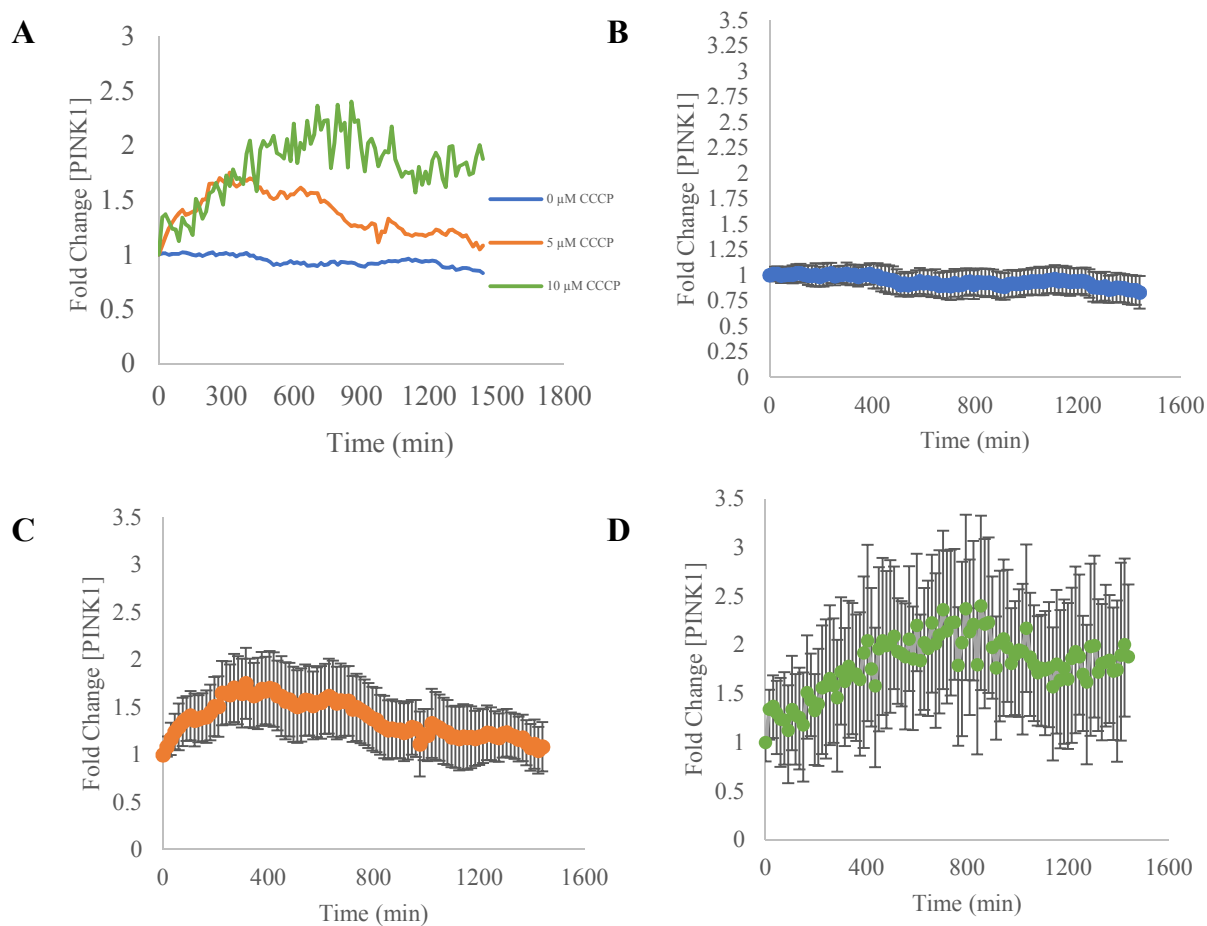 A
Fold Change [PINK1]
3
2.5
2
1.5
1
0.5
0
0 µM CCCP
5 µM CCCP
10 µM CCCP
0 300 600 900 1200 1500 1800
Time (min)
B
Fold Change [PINK1]
3.5
3.25
3
2.75
2.5
2.25
2
1.75
1.5
1.25
1
0.75
0.5
0.25
0
0 400 800 1200 1600
Time (min)
C
Fold Change [PINK1]
3.5
3
2.5
2
1.5
1
0.5
0
0 400 800 1200 1600
Time (min)
D
Fold Change [PINK1]
3.5
3
2.5
2
1.5
1
0.5
0
0 400 800 1200 1600
Time (min)